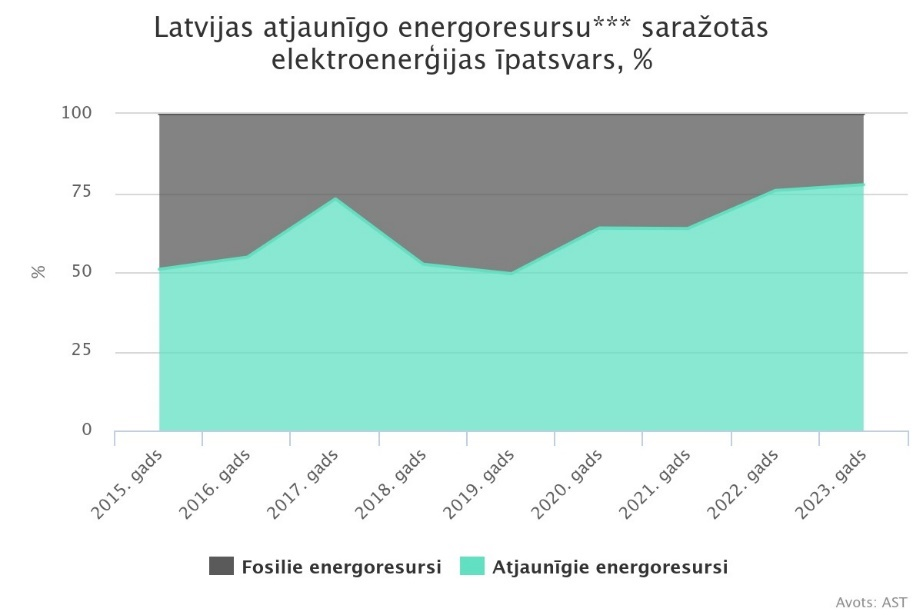 Latvijas atjaunīgo energoresursu*** saražotās
elektroenerģijas īpatsvars, %
100
75
50
25
0
%
2015. gads
2016. gads
2017. gads
2018. gads
2019. gads
2020. gads
2021. gads
2022. gads
2023. gads
Fosilie energoresursi
Atjaunīgie energoresursi
Avots: AST